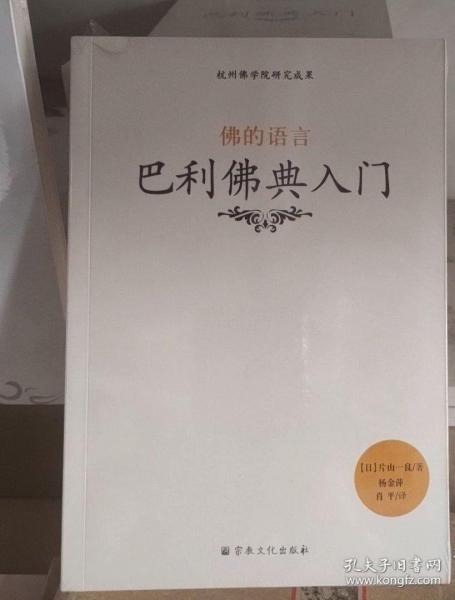 杭州佛学院研究成果
佛的语言
巴利佛典入门
【日】片山一良/著
杨金萍
肖平/译
宗教文化出版社
孔夫子旧书网
www.kongfz.com